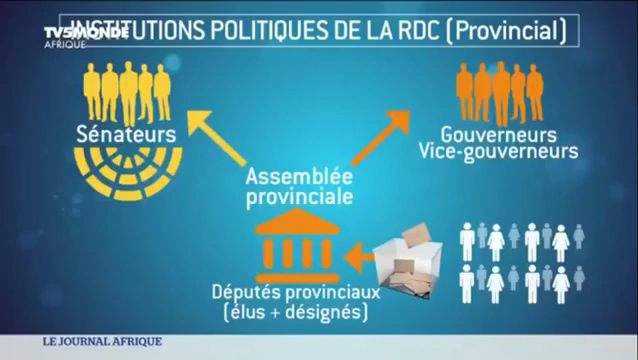 TV5MONDE
AFRIQUE
INSTITUTIONS POLITIQUES DE LA RDC (Provincial)
Sénateurs
Gouverneurs
Vice-gouverneurs
Assemblée
provinciale
Députés provinciaux
(élus + désignés)
LE JOURNAL AFRIQUE